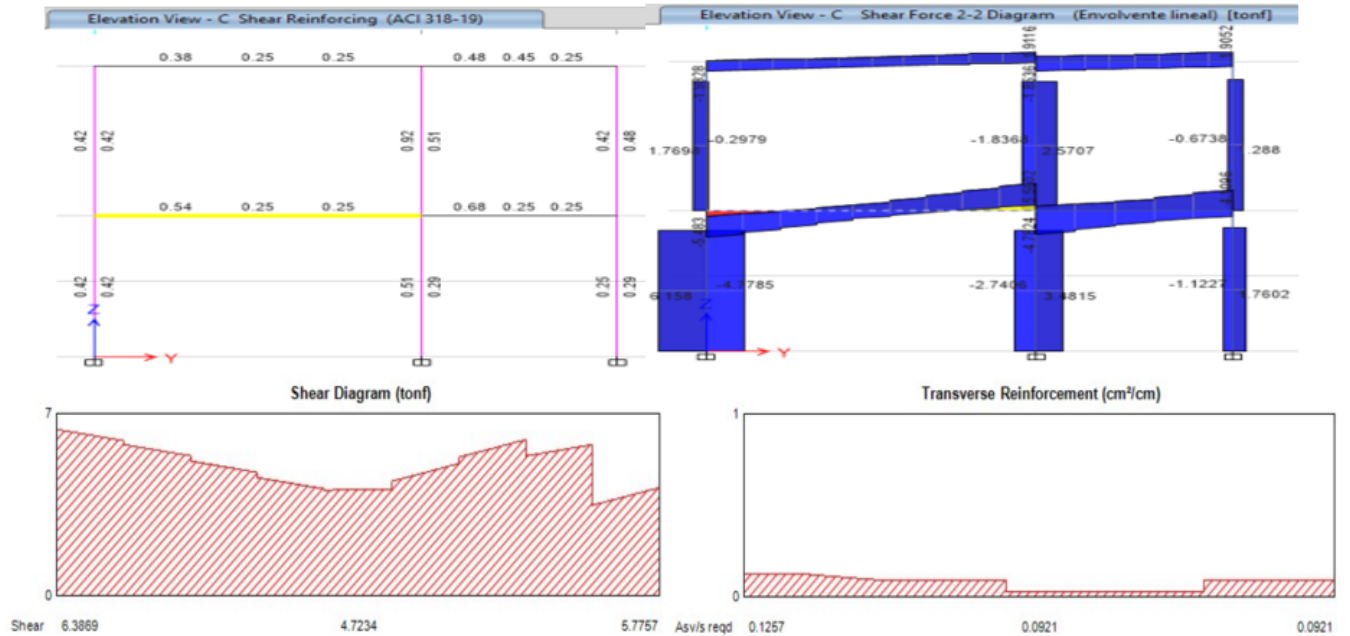 Elevation View - C Shear Reinforcing (ACI 318-19)
0.38 0.25 0.25 0.48 0.45 0.25
0.42 0.42 0.92 0.51 0.42 0.48
0.54 0.25 0.25 0.68 0.25 0.25
0.42 0.42 0.51 0.29 0.25 0.29
Z
Y
Elevation View - C Shear Force 2-2 Diagram (Envolvente lineal) [tonf]
.9116 .9052
-0.2979 -1.8368 2.5707 -0.6738 .288
-4.7785 -2.7406 3.4815 -1.1227 1.7602
6.158
Z
Y
Shear Diagram (tonf)
7
0
Shear 6.3869 4.7234 5.7757
Transverse Reinforcement (cm²/cm)
1
0
Asv/s reqd 0.1257 0.0921 0.0921